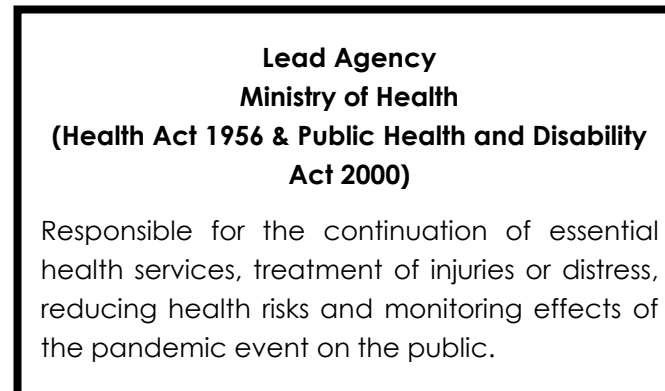 Lead Agency
Ministry of Health
(Health Act 1956 & Public Health and Disability
Act 2000)
Responsible for the continuation of essential
health services, treatment of injuries or distress,
reducing health risks and monitoring effects of
the pandemic event on the public.